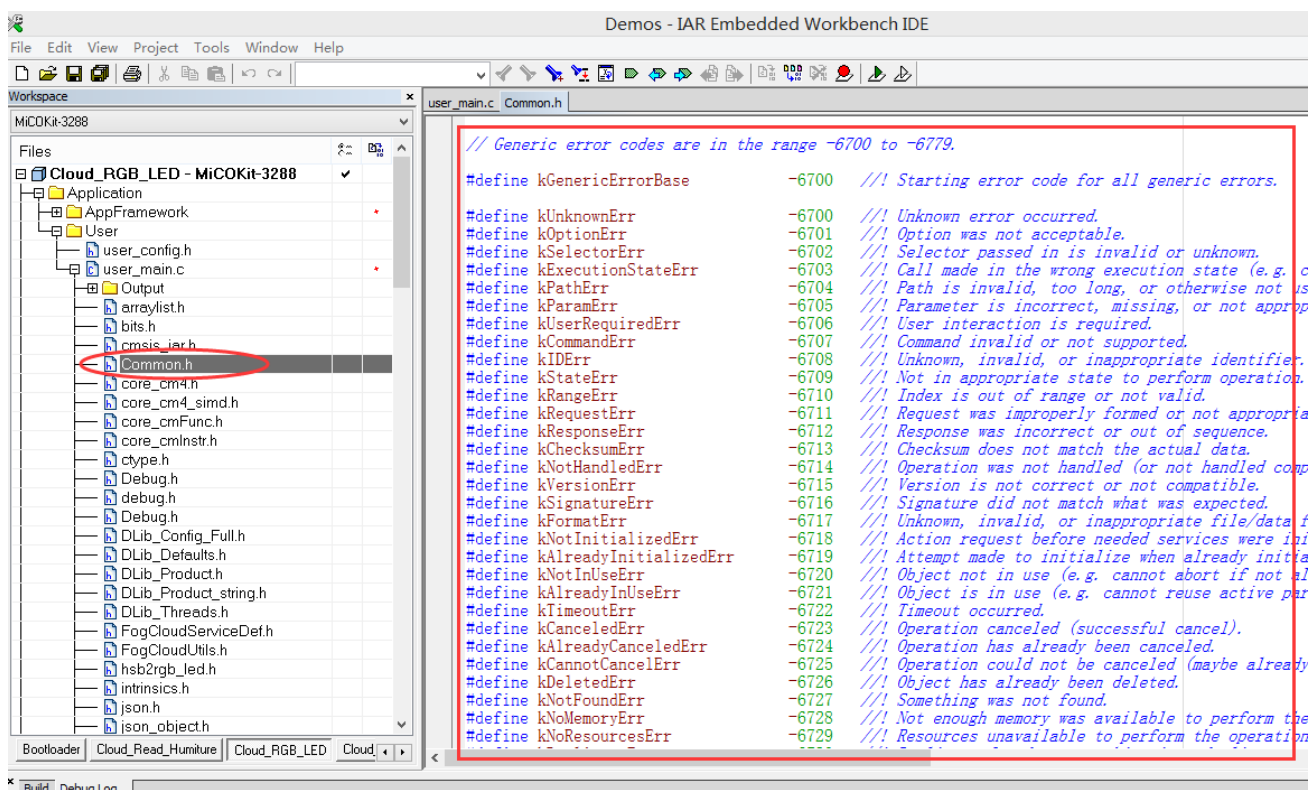 Demos - IAR Embedded Workbench IDE
File Edit View Project Tools Window Help
Workspace
MiCOKit-3288
Files
Cloud_RGB_LED - MiCOKit-3288
Application
AppFramework
User
user_config.h
user_main.c
Output
arraylist.h
bits.h
cmsis_iar.h
Common.h
core_cm4.h
core_cm4_simd.h
core_cmFunc.h
core_cmInstr.h
ctype.h
Debug.h
debug.h
Debug.h
DLib_Config_Full.h
DLib_Defaults.h
DLib_Product.h
DLib_Product_string.h
DLib_Threads.h
FogCloudServiceDef.h
FogCloudUtils.h
hsb2rgb_led.h
intrinsics.h
json.h
json_object.h
Bootloader Cloud_Read_Humiture Cloud_RGB_LED Cloud_
user_main.c Common.h
// Generic error codes are in the range -6700 to -6779.
#define kGenericErrorBase -6700 //! Starting error code for all generic errors.
#define kUnknownErr -6700 //! Unknown error occurred.
#define kOptionErr -6701 //! Option was not acceptable.
#define kSelectorErr -6702 //! Selector passed in is invalid or unknown.
#define kExecutionStateErr -6703 //! Call made in the wrong execution state (e.g. c
#define kPathErr -6704 //! Path is invalid, too long, or otherwise not us
#define kParamErr -6705 //! Parameter is incorrect, missing, or not approp
#define kUserRequiredErr -6706 //! User interaction is required.
#define kCommandErr -6707 //! Command invalid or not supported.
#define kIDErr -6708 //! Unknown, invalid, or inappropriate identifier.
#define kStateErr -6709 //! Not in appropriate state to perform operation.
#define kRangeErr -6710 //! Index is out of range or not valid.
#define kRequestErr -6711 //! Request was improperly formed or not appropria
#define kResponseErr -6712 //! Response was incorrect or out of sequence.
#define kChecksumErr -6713 //! Checksum does not match the actual data.
#define kNotHandledErr -6714 //! Operation was not handled (or not handled comp
#define kVersionErr -6715 //! Version is not correct or not compatible.
#define kSignatureErr -6716 //! Signature did not match what was expected.
#define kFormatErr -6717 //! Unknown, invalid, or inappropriate file/data f
#define kNotInitializedErr -6718 //! Action request before needed services were ini
#define kAlreadyInitializedErr -6719 //! Attempt made to initialize when already initia
#define kNotInUseErr -6720 //! Object not in use (e.g. cannot abort if not al
#define kAlreadyInUseErr -6721 //! Object is in use (e.g. cannot reuse active par
#define kTimeoutErr -6722 //! Timeout occurred.
#define kCanceledErr -6723 //! Operation canceled (successful cancel).
#define kAlreadyCanceledErr -6724 //! Operation has already been canceled.
#define kCannotCancelErr -6725 //! Operation could not be canceled (maybe already
#define kDeletedErr -6726 //! Object has already been deleted.
#define kNotFoundErr -6727 //! Something was not found.
#define kNoMemoryErr -6728 //! Not enough memory was available to perform the
#define kNoResourcesErr -6729 //! Resources unavailable to perform the operation
Build Debug Log